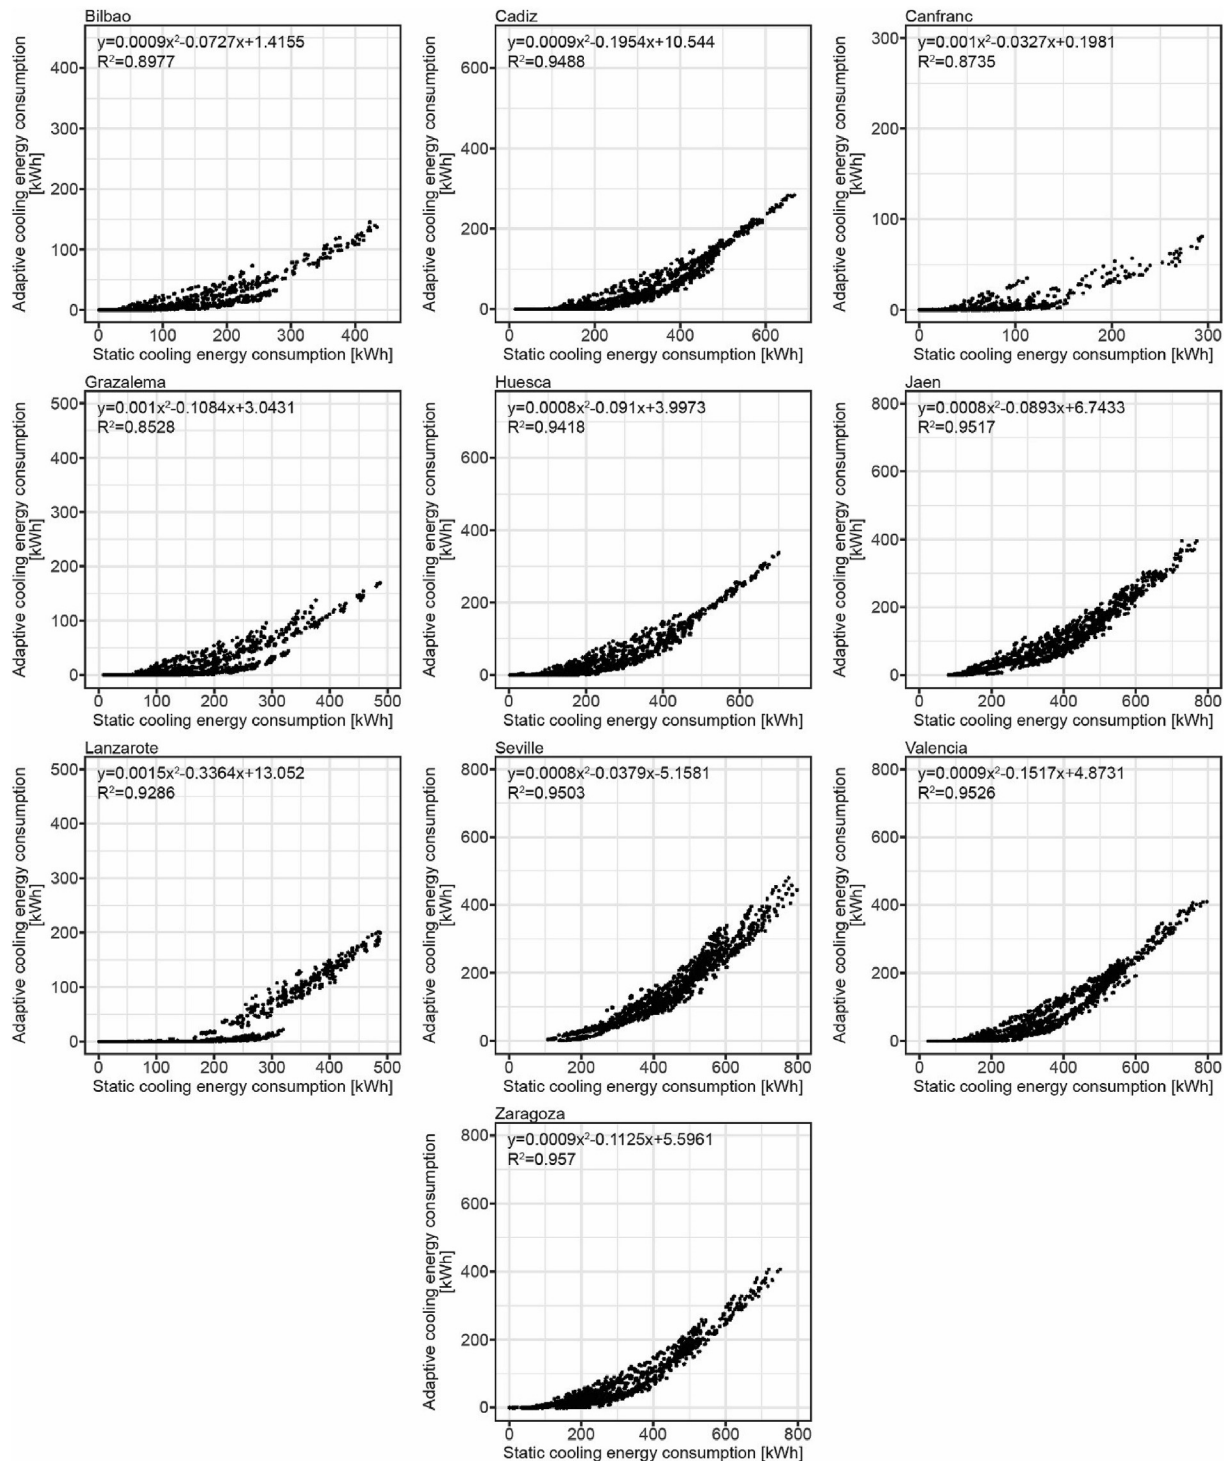 Bilbao
y=0.0009x²-0.0727x+1.4155
R²=0.8977
Adaptive cooling energy consumption
[kWh]
400
300
200
100
0
0 100 200 300 400
Static cooling energy consumption [kWh]
Cadiz
y=0.0009x²-0.1954x+10.544
R²=0.9488
Adaptive cooling energy consumption
[kWh]
600
400
200
0
0 200 400 600
Static cooling energy consumption [kWh]
Canfranc
y=0.001x²-0.0327x+0.1981
R²=0.8735
Adaptive cooling energy consumption
[kWh]
300
200
100
0
0 100 200 300
Static cooling energy consumption [kWh]
Grazalema
y=0.001x²-0.1084x+3.0431
R²=0.8528
Adaptive cooling energy consumption
[kWh]
500
400
300
200
100
0
0 100 200 300 400 500
Static cooling energy consumption [kWh]
Huesca
y=0.0008x²-0.091x+3.9973
R²=0.9418
Adaptive cooling energy consumption
[kWh]
600
400
200
0
0 200 400 600
Static cooling energy consumption [kWh]
Jaen
y=0.0008x²-0.0893x+6.7433
R²=0.9517
Adaptive cooling energy consumption
[kWh]
800
600
400
200
0
0 200 400 600 800
Static cooling energy consumption [kWh]
Lanzarote
y=0.0015x²-0.3364x+13.052
R²=0.9286
Adaptive cooling energy consumption
[kWh]
500
400
300
200
100
0
0 100 200 300 400 500
Static cooling energy consumption [kWh]
Seville
y=0.0008x²-0.0379x-5.1581
R²=0.9503
Adaptive cooling energy consumption
[kWh]
800
600
400
200
0
0 200 400 600 800
Static cooling energy consumption [kWh]
Valencia
y=0.0009x²-0.1517x+4.8731
R²=0.9526
Adaptive cooling energy consumption
[kWh]
800
600
400
200
0
0 200 400 600 800
Static cooling energy consumption [kWh]
Zaragoza
y=0.0009x²-0.1125x+5.5961
R²=0.957
Adaptive cooling energy consumption
[kWh]
800
600
400
200
0
0 200 400 600 800
Static cooling energy consumption [kWh]